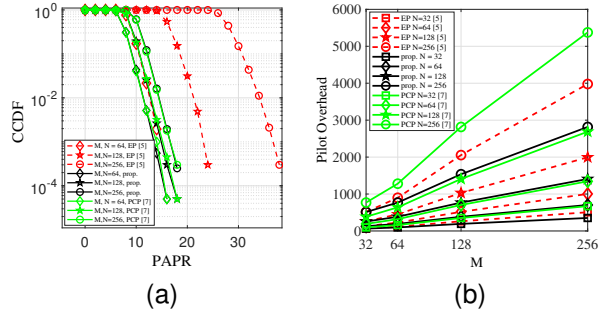 CCDF
10^0
10^-2
10^-4
M, N = 64, EP [5]
M,N=128, EP [5]
M,N=256, EP [5]
M,N=64, prop.
M,N=128, prop.
M,N=256, prop.
M, N = 64, PCP [7]
M,N=128, PCP [7]
M,N=256, PCP [7]
0 10 20 30
PAPR
(a)
Pilot Overhead
6000
5000
4000
3000
2000
1000
0
EP N=32 [5]
EP N=64 [5]
EP N=128 [5]
EP N=256 [5]
prop. N = 32
prop. N = 64
prop. N = 128
prop. N = 256
PCP N=32 [7]
PCP N=64 [7]
PCP N=128 [7]
PCP N=256 [7]
32 64 128 256
M
(b)